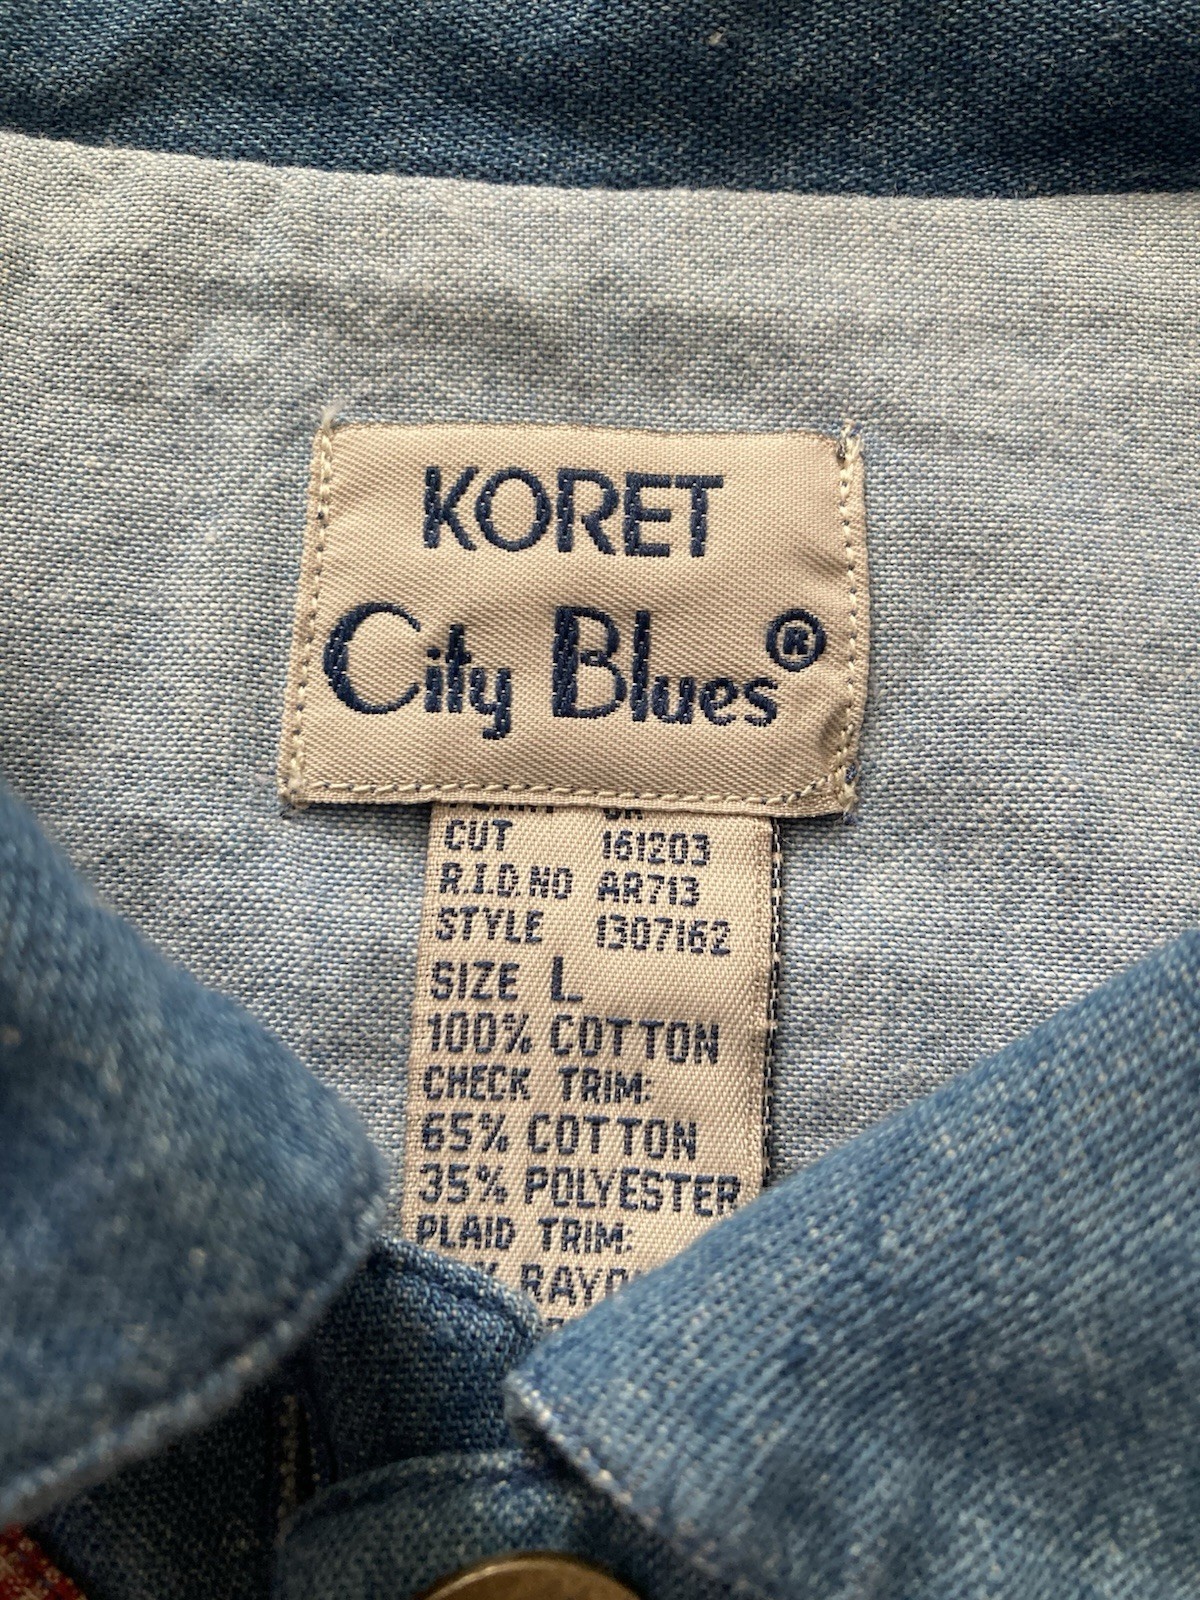 KORET
City Blues®
CUT 161203
R.I.D.NO AR713
STYLE 1307162
SIZE L
100% COTTON
CHECK TRIM:
65% COTTON
35% POLYESTER
PLAID TRIM: